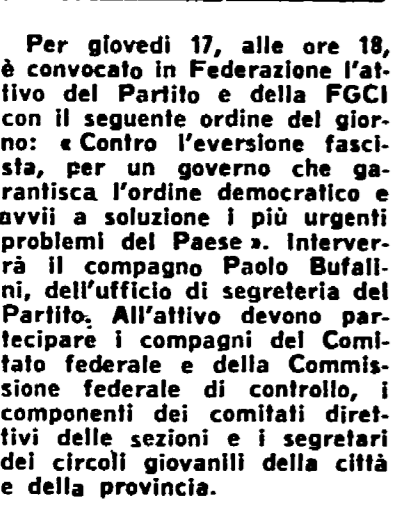 Per giovedì 17, alle ore 18,
è convocato in Federazione l'at-
tivo del Partito e della FGCI
con il seguente ordine del gior-
no: « Contro l'eversione fasci-
sta, per un governo che ga-
rantisca l'ordine democratico e
avvii a soluzione i più urgenti
problemi del Paese ». Interver-
rà il compagno Paolo Bufali-
ni, dell'ufficio di segreteria del
Partito. All'attivo devono par-
tecipare i compagni del Comi-
tato federale e della Commis-
sione federale di controllo, i
componenti dei comitati diret-
tivi delle sezioni e i segretari
dei circoli giovanili della città
e della provincia.